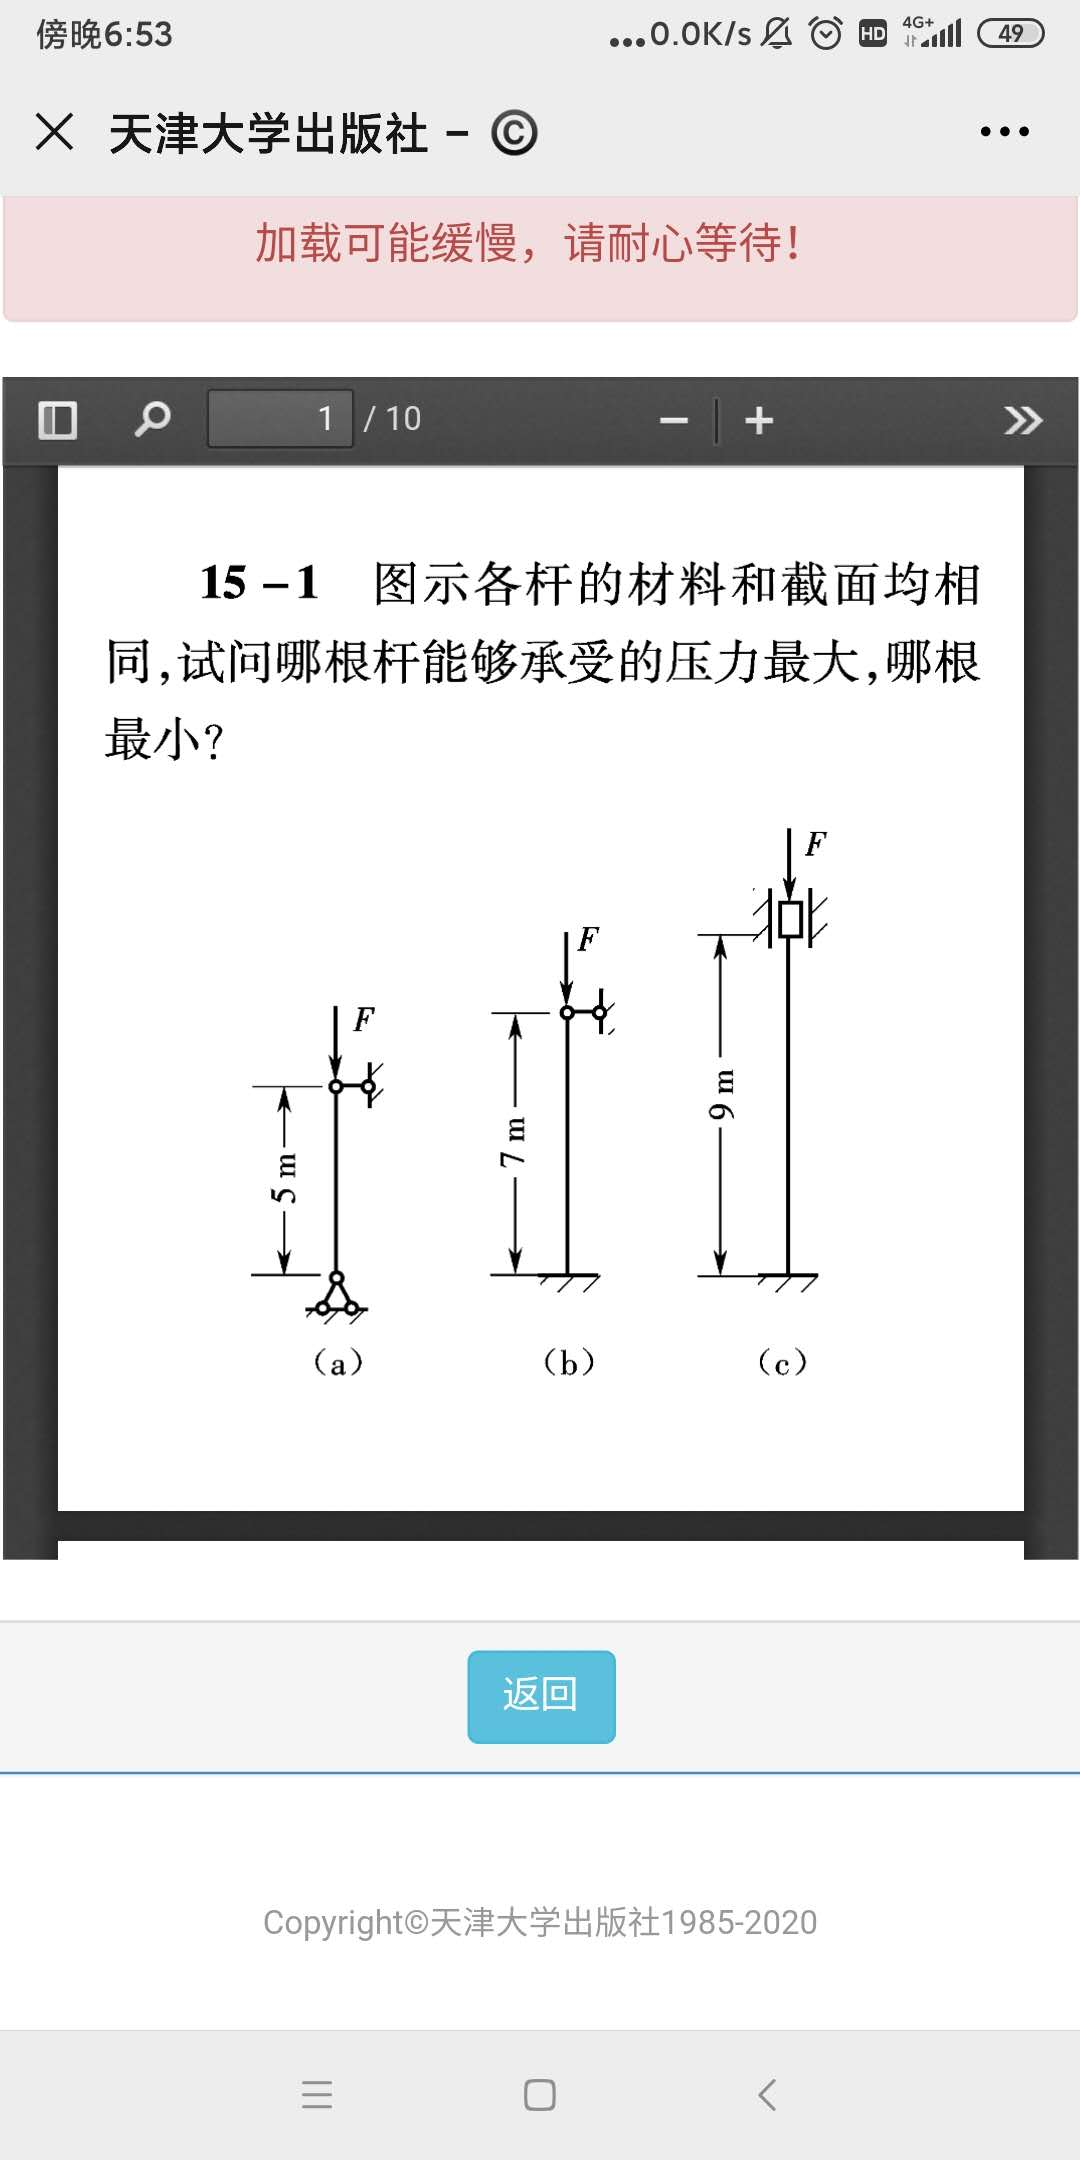 傍晚6:53
...0.0K/s HD 4G+ 49
天津大学出版社 - ©
加载可能缓慢，请耐心等待！
1 / 10
15-1 图示各杆的材料和截面均相
同,试问哪根杆能够承受的压力最大,哪根
最小?
F
F
F
5 m
7 m
9 m
(a)
(b)
(c)
返回
Copyright©天津大学出版社1985-2020